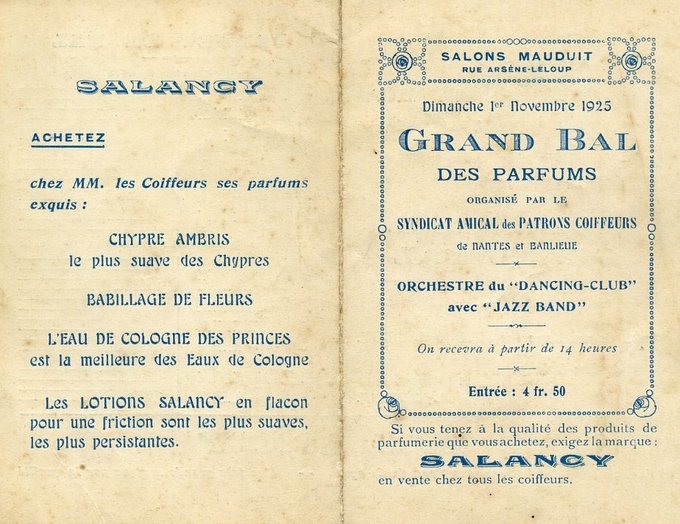 SALANCY
ACHETEZ
chez MM. les Coiffeurs ses parfums
exquis :
CHYPRE AMBRIS
le plus suave des Chypres
BABILLAGE DE FLEURS
L'EAU DE COLOGNE DES PRINCES
est la meilleure des Eaux de Cologne
Les LOTIONS SALANCY en flacon
pour une friction sont les plus suaves,
les plus persistantes.
SALONS MAUDUIT
RUE ARSÈNE-LELOUP
Dimanche 1er Novembre 1925
GRAND BAL
DES PARFUMS
ORGANISÉ PAR LE
SYNDICAT AMICAL des PATRONS COIFFEURS
de NANTES et BANLIEUE
ORCHESTRE du "DANCING-CLUB"
avec "JAZZ BAND"
On recevra à partir de 14 heures
Entrée : 4 fr. 50
Si vous tenez à la qualité des produits de
parfumerie que vous achetez, exigez la marque :
SALANCY
en vente chez tous les coiffeurs.